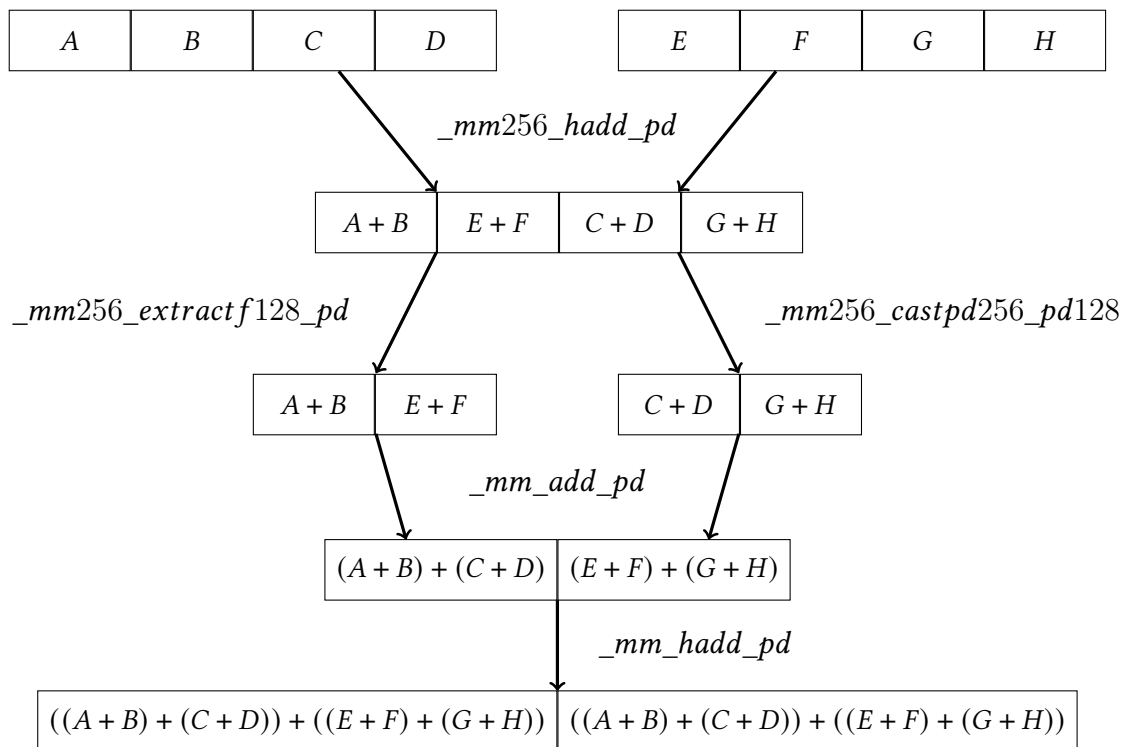 A B C D E F G H
_mm256_hadd_pd
A + B E + F C + D G + H
_mm256_extractf128_pd _mm256_castpd256_pd128
A + B E + F C + D G + H
_mm_add_pd
(A + B) + (C + D) (E + F) + (G + H)
_mm_hadd_pd
((A + B) + (C + D)) + ((E + F) + (G + H)) ((A + B) + (C + D)) + ((E + F) + (G + H))